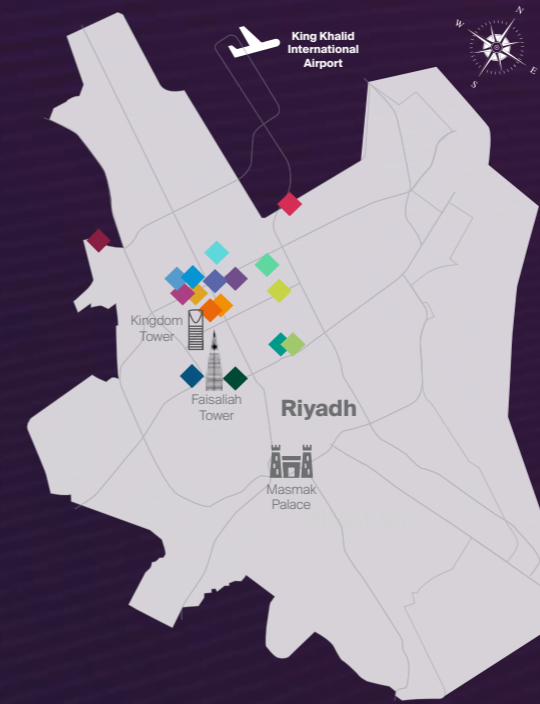 King Khalid
International
Airport
N
W
E
S
Kingdom
Tower
Faisaliah
Tower
Riyadh
Masmak
Palace